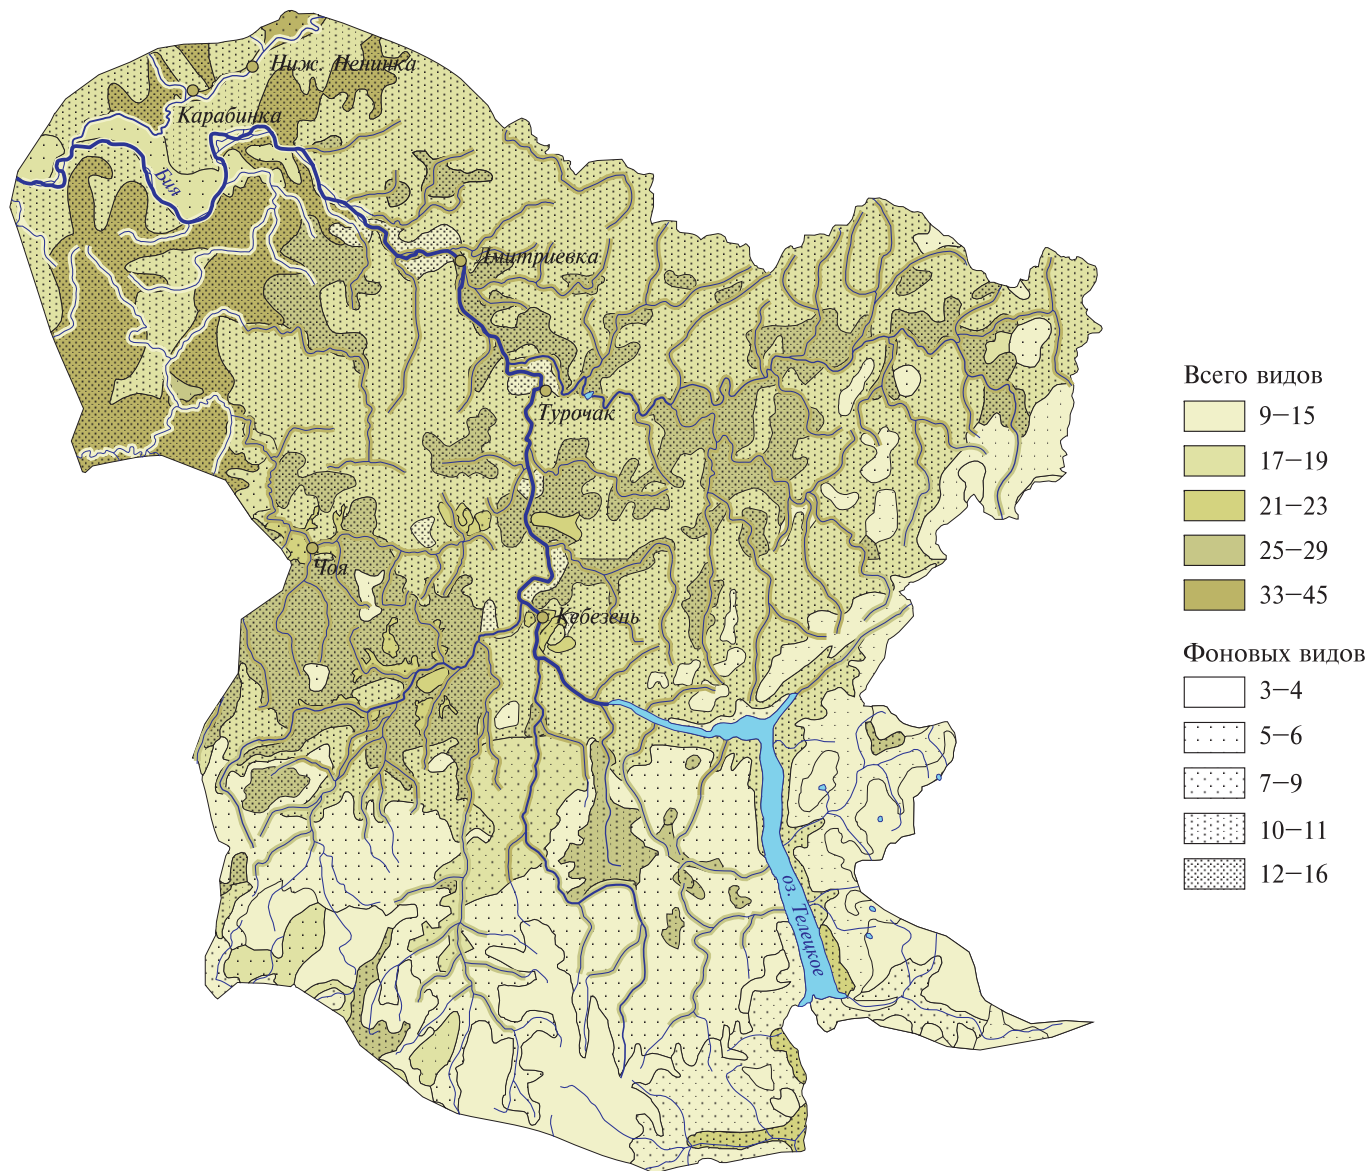 Ниж. Ненинка
Карабинка
Бия
Дмитриевка
Турочак
Чоя
Кебезень
оз. Телецкое
Всего видов
9–15
17–19
21–23
25–29
33–45
Фоновых видов
3–4
5–6
7–9
10–11
12–16